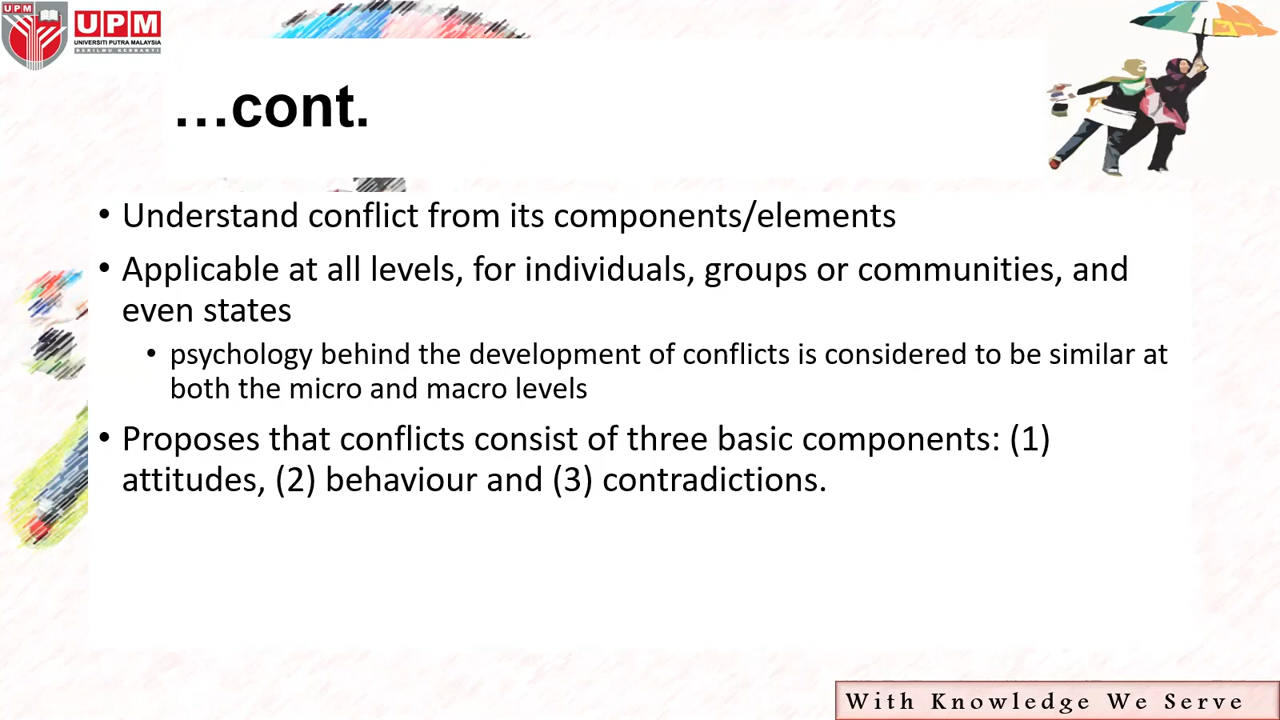 UPM
UPM
UNIVERSITI PUTRA MALAYSIA
BERILMU BERBAKTI
…cont.
• Understand conflict from its components/elements
• Applicable at all levels, for individuals, groups or communities, and
even states
• psychology behind the development of conflicts is considered to be similar at
both the micro and macro levels
• Proposes that conflicts consist of three basic components: (1)
attitudes, (2) behaviour and (3) contradictions.
With Knowledge We Serve